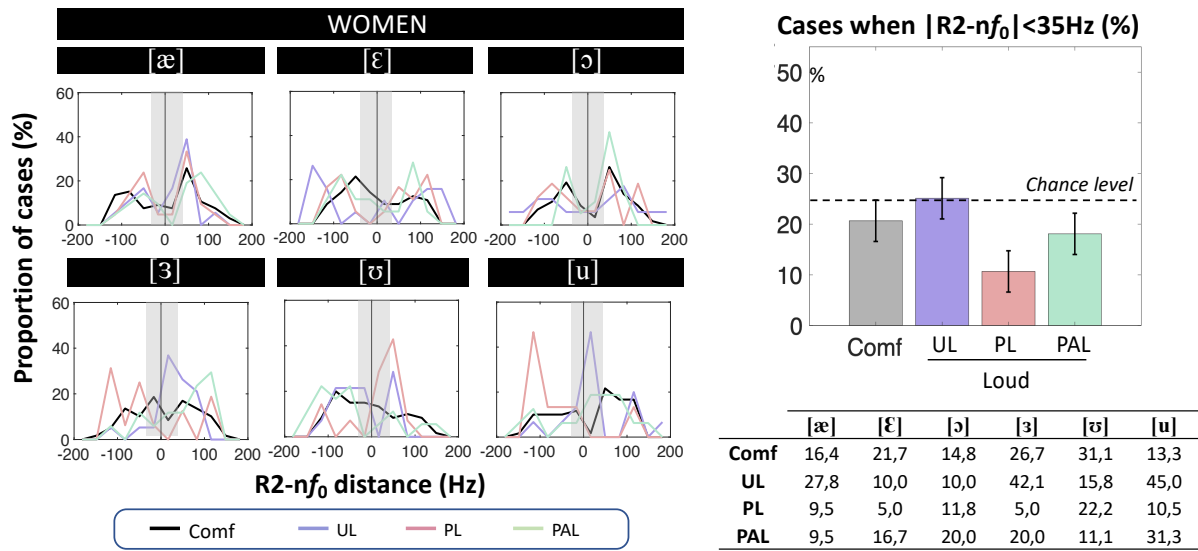 WOMEN
[æ] [ɛ] [ɔ]
Proportion of cases (%)
60
40
20
0
-200 -100 0 100 200
-200 -100 0 100 200
-200 -100 0 100 200
[ɜ] [ʊ] [u]
60
40
20
0
-200 -100 0 100 200
-200 -100 0 100 200
-200 -100 0 100 200
R2-nf₀ distance (Hz)
Comf UL PL PAL
Cases when |R2-nf₀|<35Hz (%)
50
%
40
30
20
10
0
Chance level
Comf UL PL PAL
Loud
[æ] [ɛ] [ɔ] [ɜ] [ʊ] [u]
Comf 16,4 21,7 14,8 26,7 31,1 13,3
UL 27,8 10,0 10,0 42,1 15,8 45,0
PL 9,5 5,0 11,8 5,0 22,2 10,5
PAL 9,5 16,7 20,0 20,0 11,1 31,3